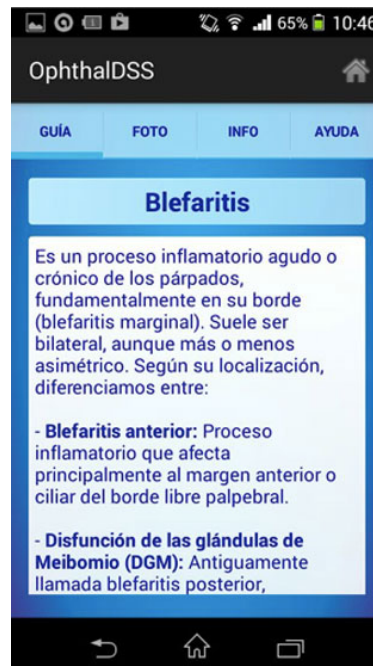 65% 10:46
OphthalDSS
GUÍA FOTO INFO AYUDA
Blefaritis
Es un proceso inflamatorio agudo o
crónico de los párpados,
fundamentalmente en su borde
(blefaritis marginal). Suele ser
bilateral, aunque más o menos
asimétrico. Según su localización,
diferenciamos entre:
- Blefaritis anterior: Proceso
inflamatorio que afecta
principalmente al margen anterior o
ciliar del borde libre palpebral.
- Disfunción de las glándulas de
Meibomio (DGM): Antiguamente
llamada blefaritis posterior,